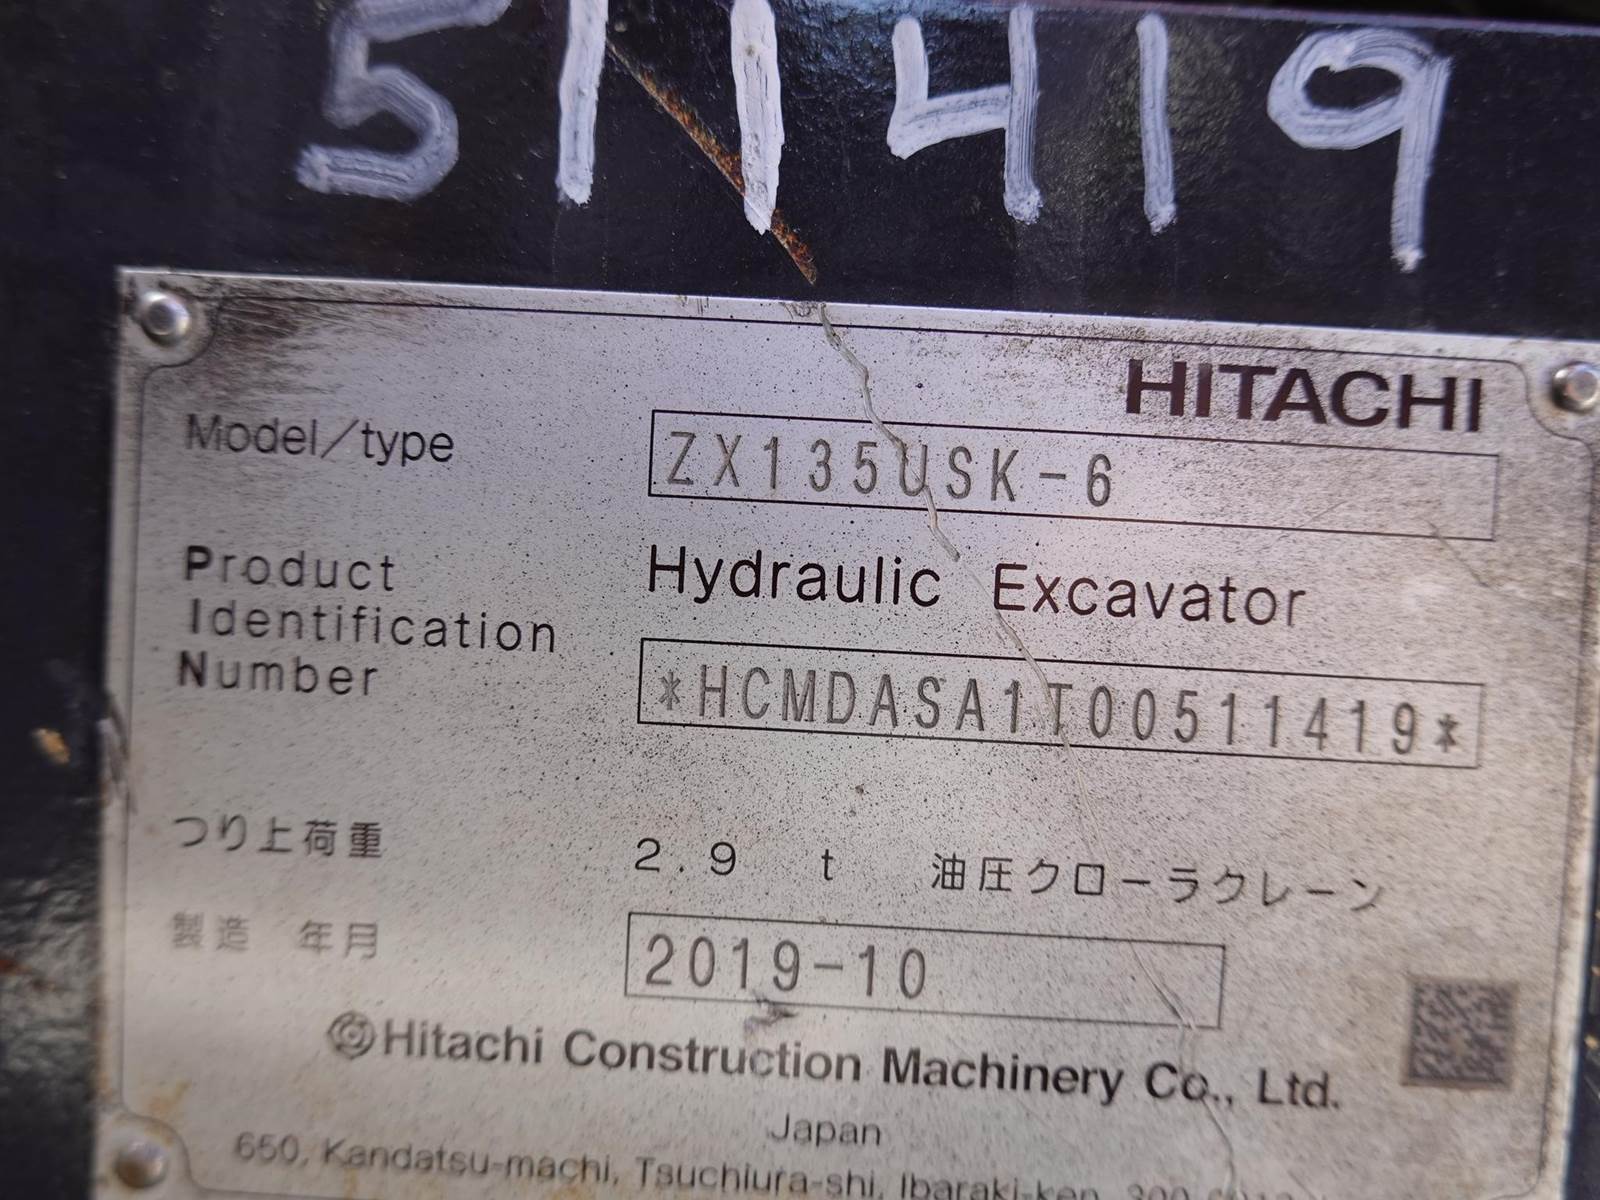 511419
HITACHI
Model/type ZX135USK-6
Hydraulic Excavator
Product
Identification
Number
*HCMDASA1T00511419*
つり上荷重 2.9 t 油圧クローラクレーン
製造 年月 2019-10
Hitachi Construction Machinery Co., Ltd.
Japan
650, Kandatsu-machi, Tsuchiura-shi, Ibaraki-ken